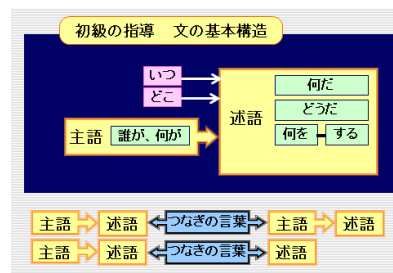 初級の指導　文の基本構造
いつ
どこ
主語 誰が、何が
述語
何だ
どうだ
何を する
主語 述語 つなぎの言葉 主語 述語
主語 述語 つなぎの言葉 述語